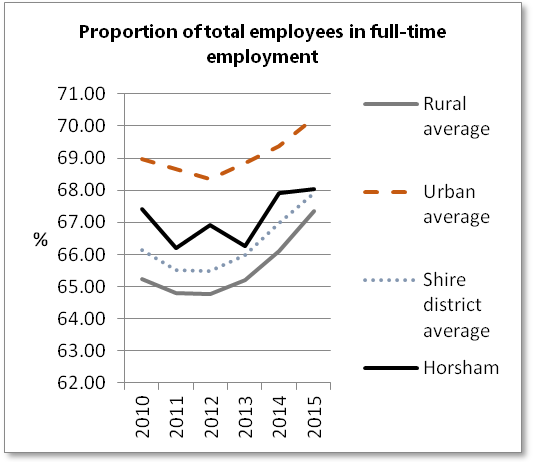 Proportion of total employees in full-time
employment
71.00
70.00
69.00
68.00
67.00
66.00
65.00
64.00
63.00
62.00
%
2010
2011
2012
2013
2014
2015
Rural
average
Urban
average
Shire
district
average
Horsham